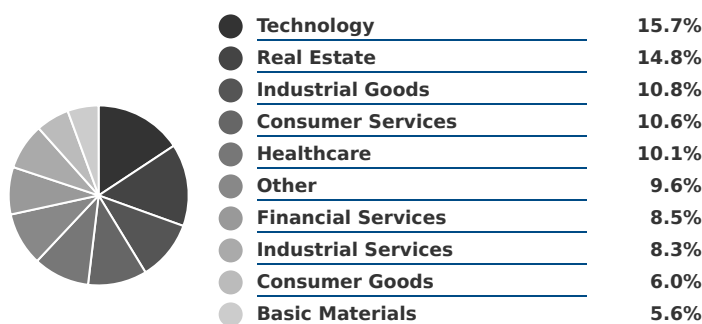 Technology 15.7%
Real Estate 14.8%
Industrial Goods 10.8%
Consumer Services 10.6%
Healthcare 10.1%
Other 9.6%
Financial Services 8.5%
Industrial Services 8.3%
Consumer Goods 6.0%
Basic Materials 5.6%